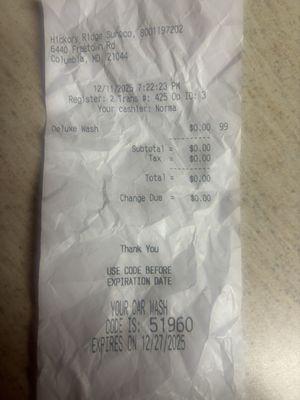 Hickory Ridge Sunoco, 8001197202
6440 Freetown Rd
Columbia, MD, 21044
12/11/2025 7:22:23 PM
Register: 2 Trans #: 425 Op ID: 3
Your cashier: Norma
Deluxe Wash $0.00 99
Subtotal = $0.00
Tax = $0.00
Total = $0.00
Change Due = $0.00
Thank You
USE CODE BEFORE
EXPIRATION DATE
YOUR CAR WASH
CODE IS: 51960
EXPIRES ON 12/27/2025